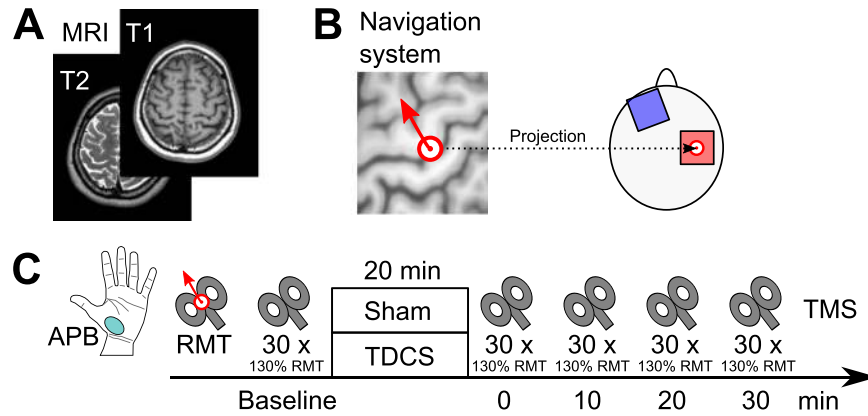 A
MRI
T1
T2
B
Navigation
system
Projection
C
APB
RMT
30 x
130% RMT
20 min
Sham
TDCS
30 x
130% RMT
30 x
130% RMT
30 x
130% RMT
30 x
130% RMT
TMS
Baseline
0
10
20
30
min